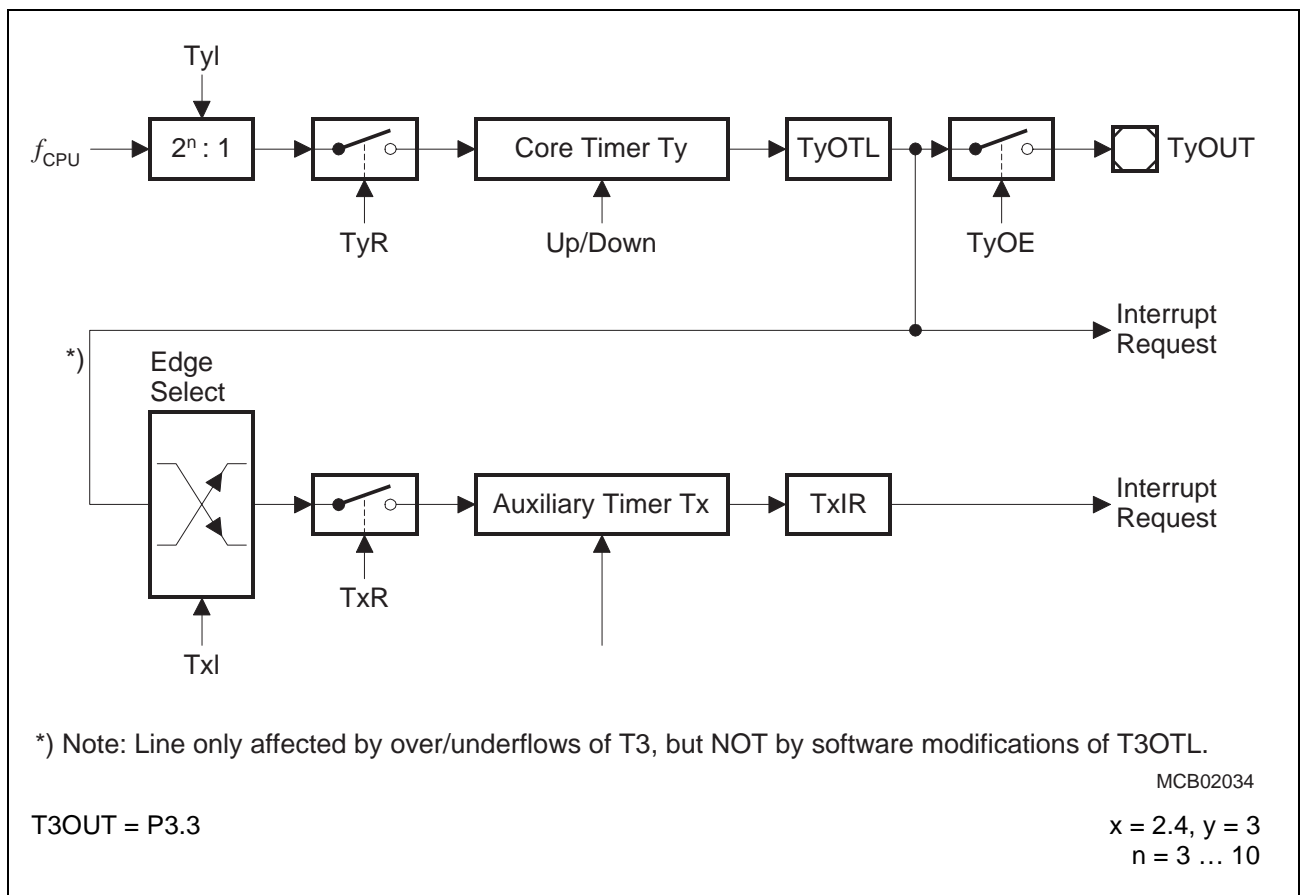 TyI
fCPU
2ⁿ : 1
Core Timer Ty
TyOTL
TyOUT
TyR
Up/Down
TyOE
Interrupt
Request
*)
Edge
Select
Auxiliary Timer Tx
TxIR
Interrupt
Request
TxR
TxI
*) Note: Line only affected by over/underflows of T3, but NOT by software modifications of T3OTL.
MCB02034
T3OUT = P3.3
x = 2.4, y = 3
n = 3 … 10